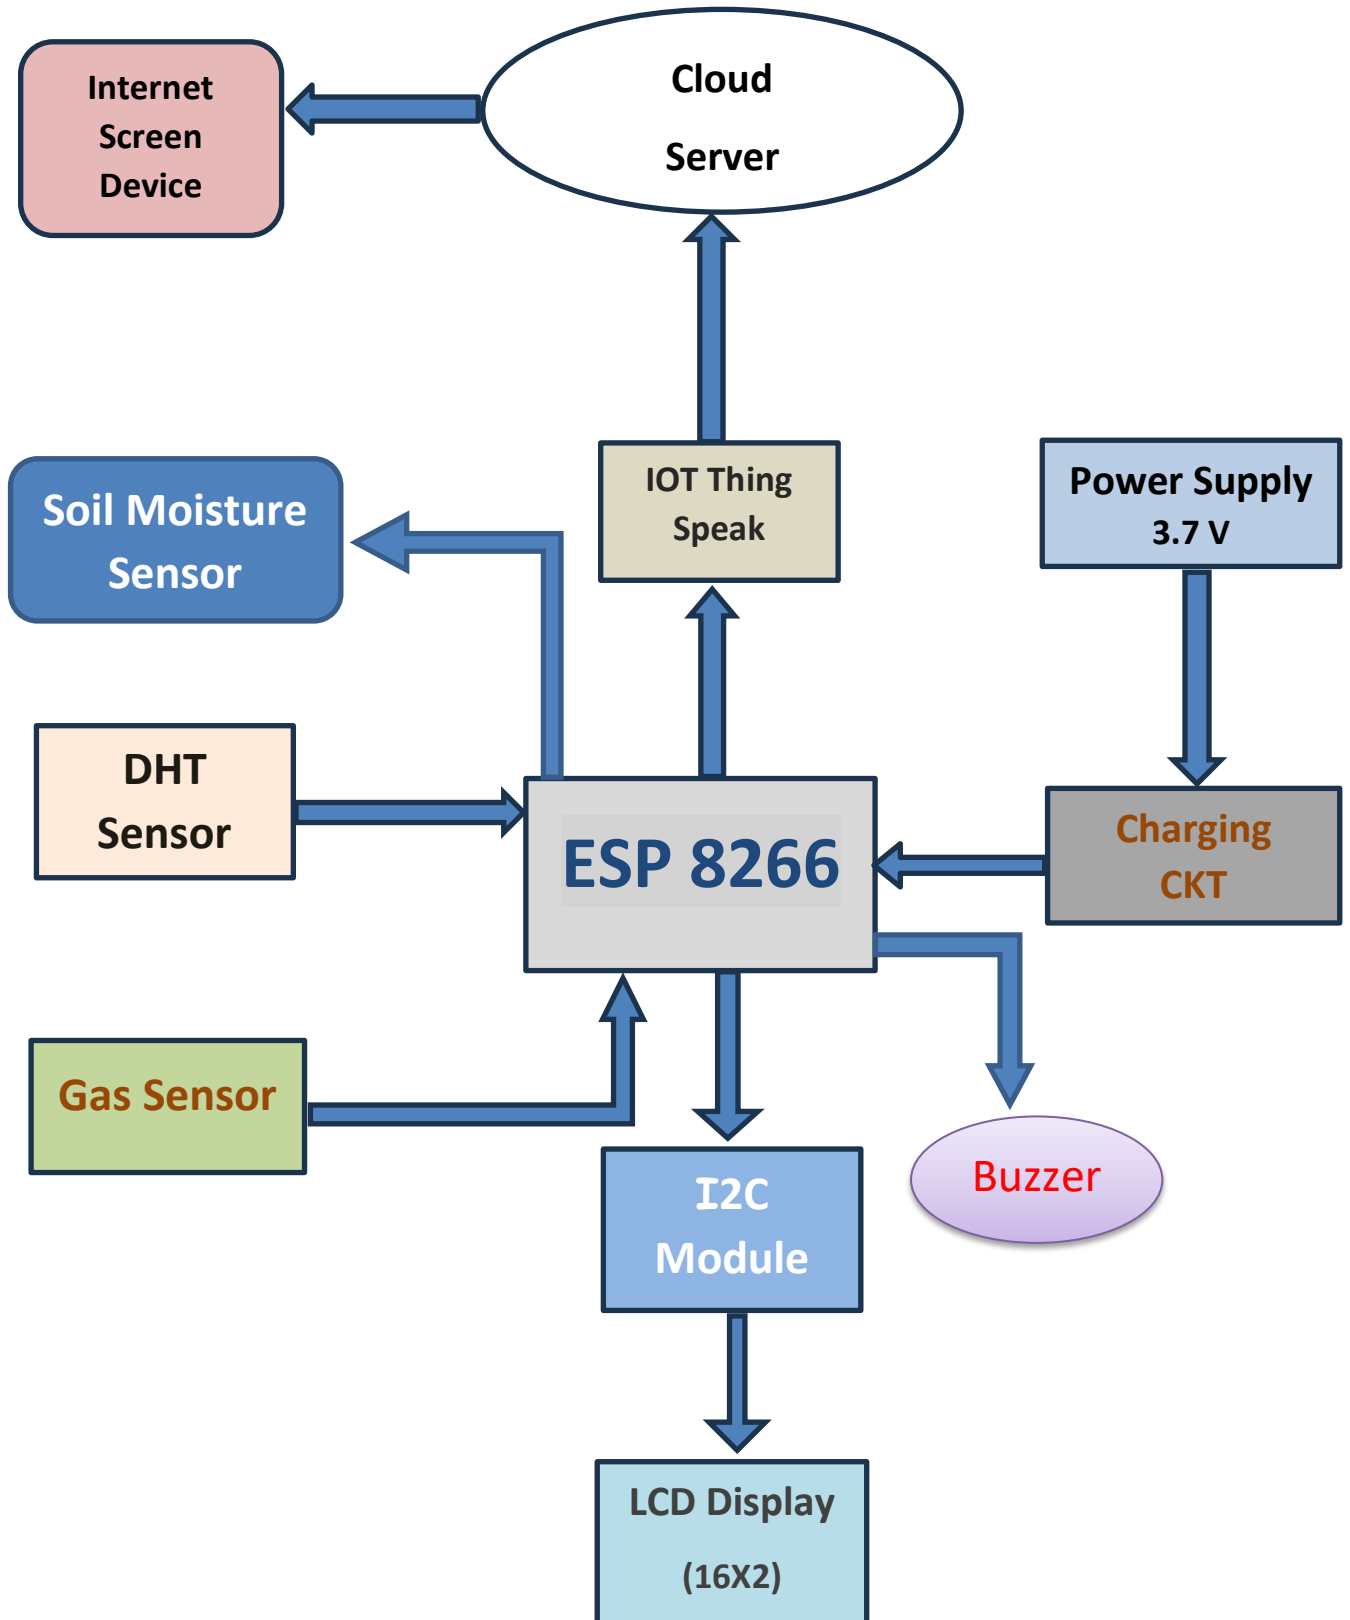 Internet
Screen
Device
Cloud
Server
Soil Moisture
Sensor
IOT Thing
Speak
Power Supply
3.7 V
DHT
Sensor
ESP 8266
Charging
CKT
Gas Sensor
I2C
Module
Buzzer
LCD Display
(16X2)